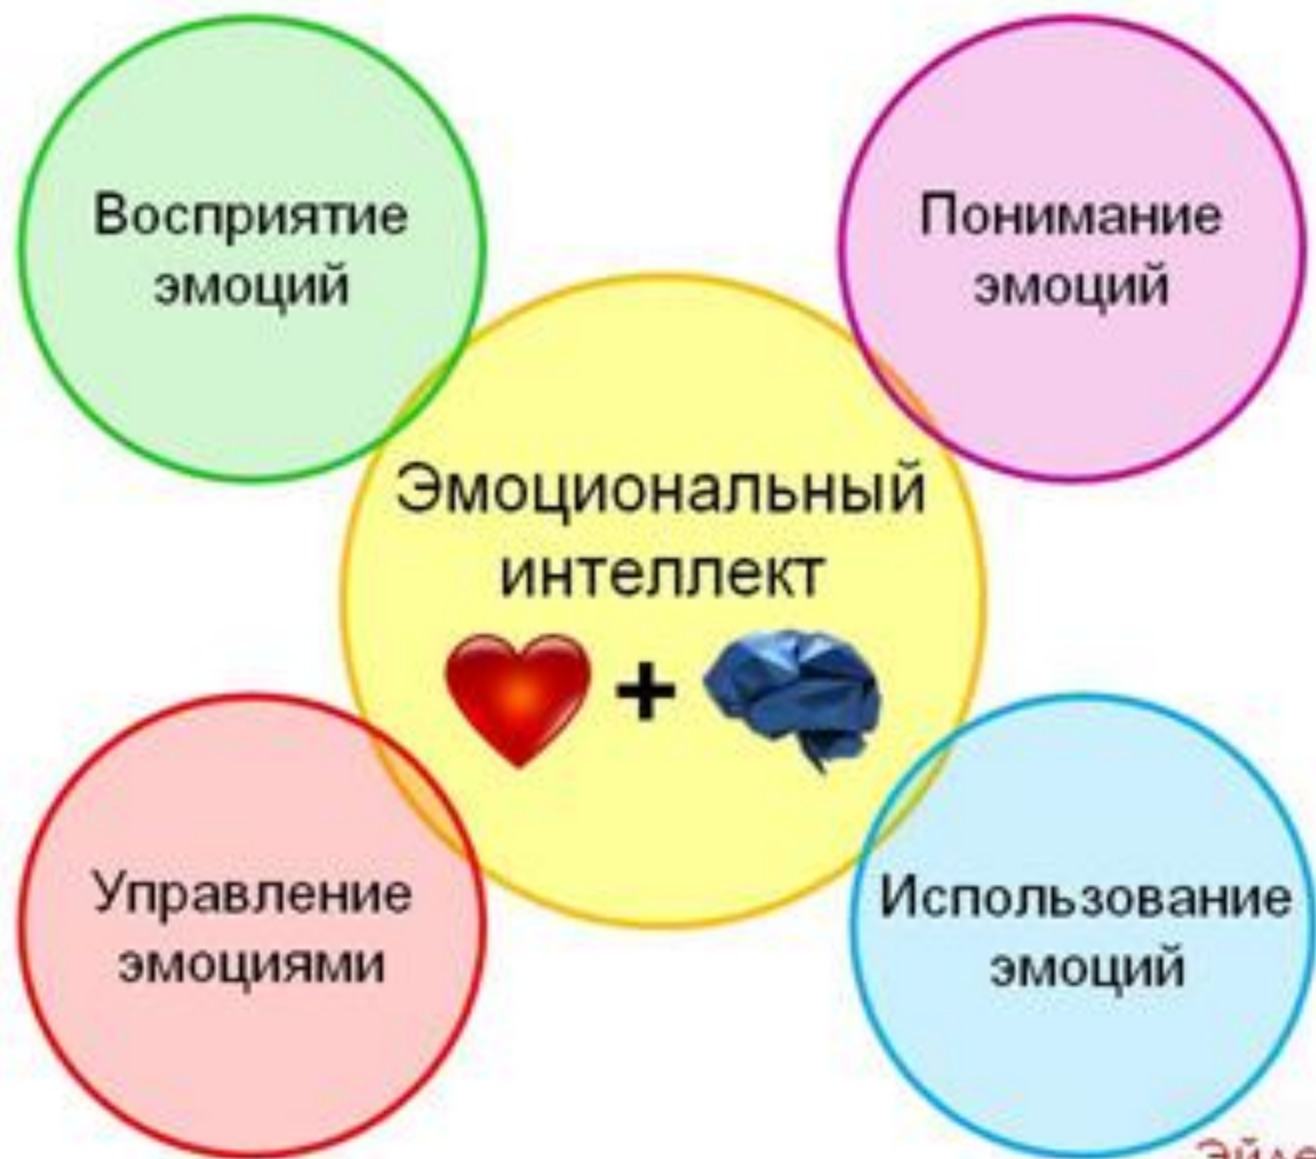 Восприятие
эмоций
Понимание
эмоций
Эмоциональный
интеллект
+
Управление
эмоциями
Использование
эмоций